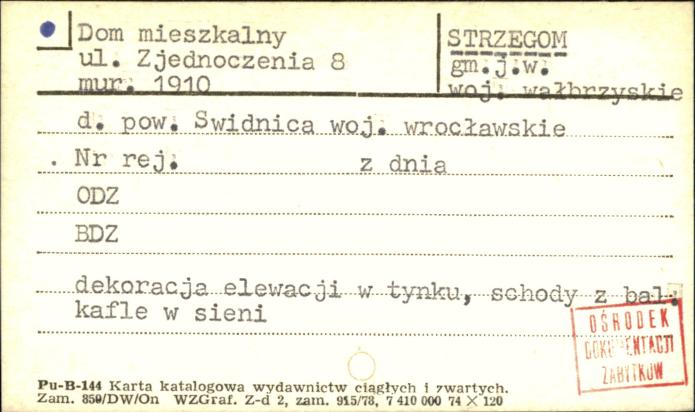 Dom mieszkalny
ul. Zjednoczenia 8
mur. 1910
STRZEGOM
gm.j.w.
woj. wałbrzyskie
d. pow. Swidnica woj. wrocławskie
Nr rej. z dnia
ODZ
BDZ
dekoracja elewacji w tynku, schody z bal.
kafle w sieni
OŚRODEK
DOKUMENTACJI
ZABYTKÓW
Pu-B-144 Karta katalogowa wydawnictw ciągłych i zwartych.
Zam. 859/DW/On WZGraf. Z-d 2, zam. 915/73, 7 410 000 74 × 120